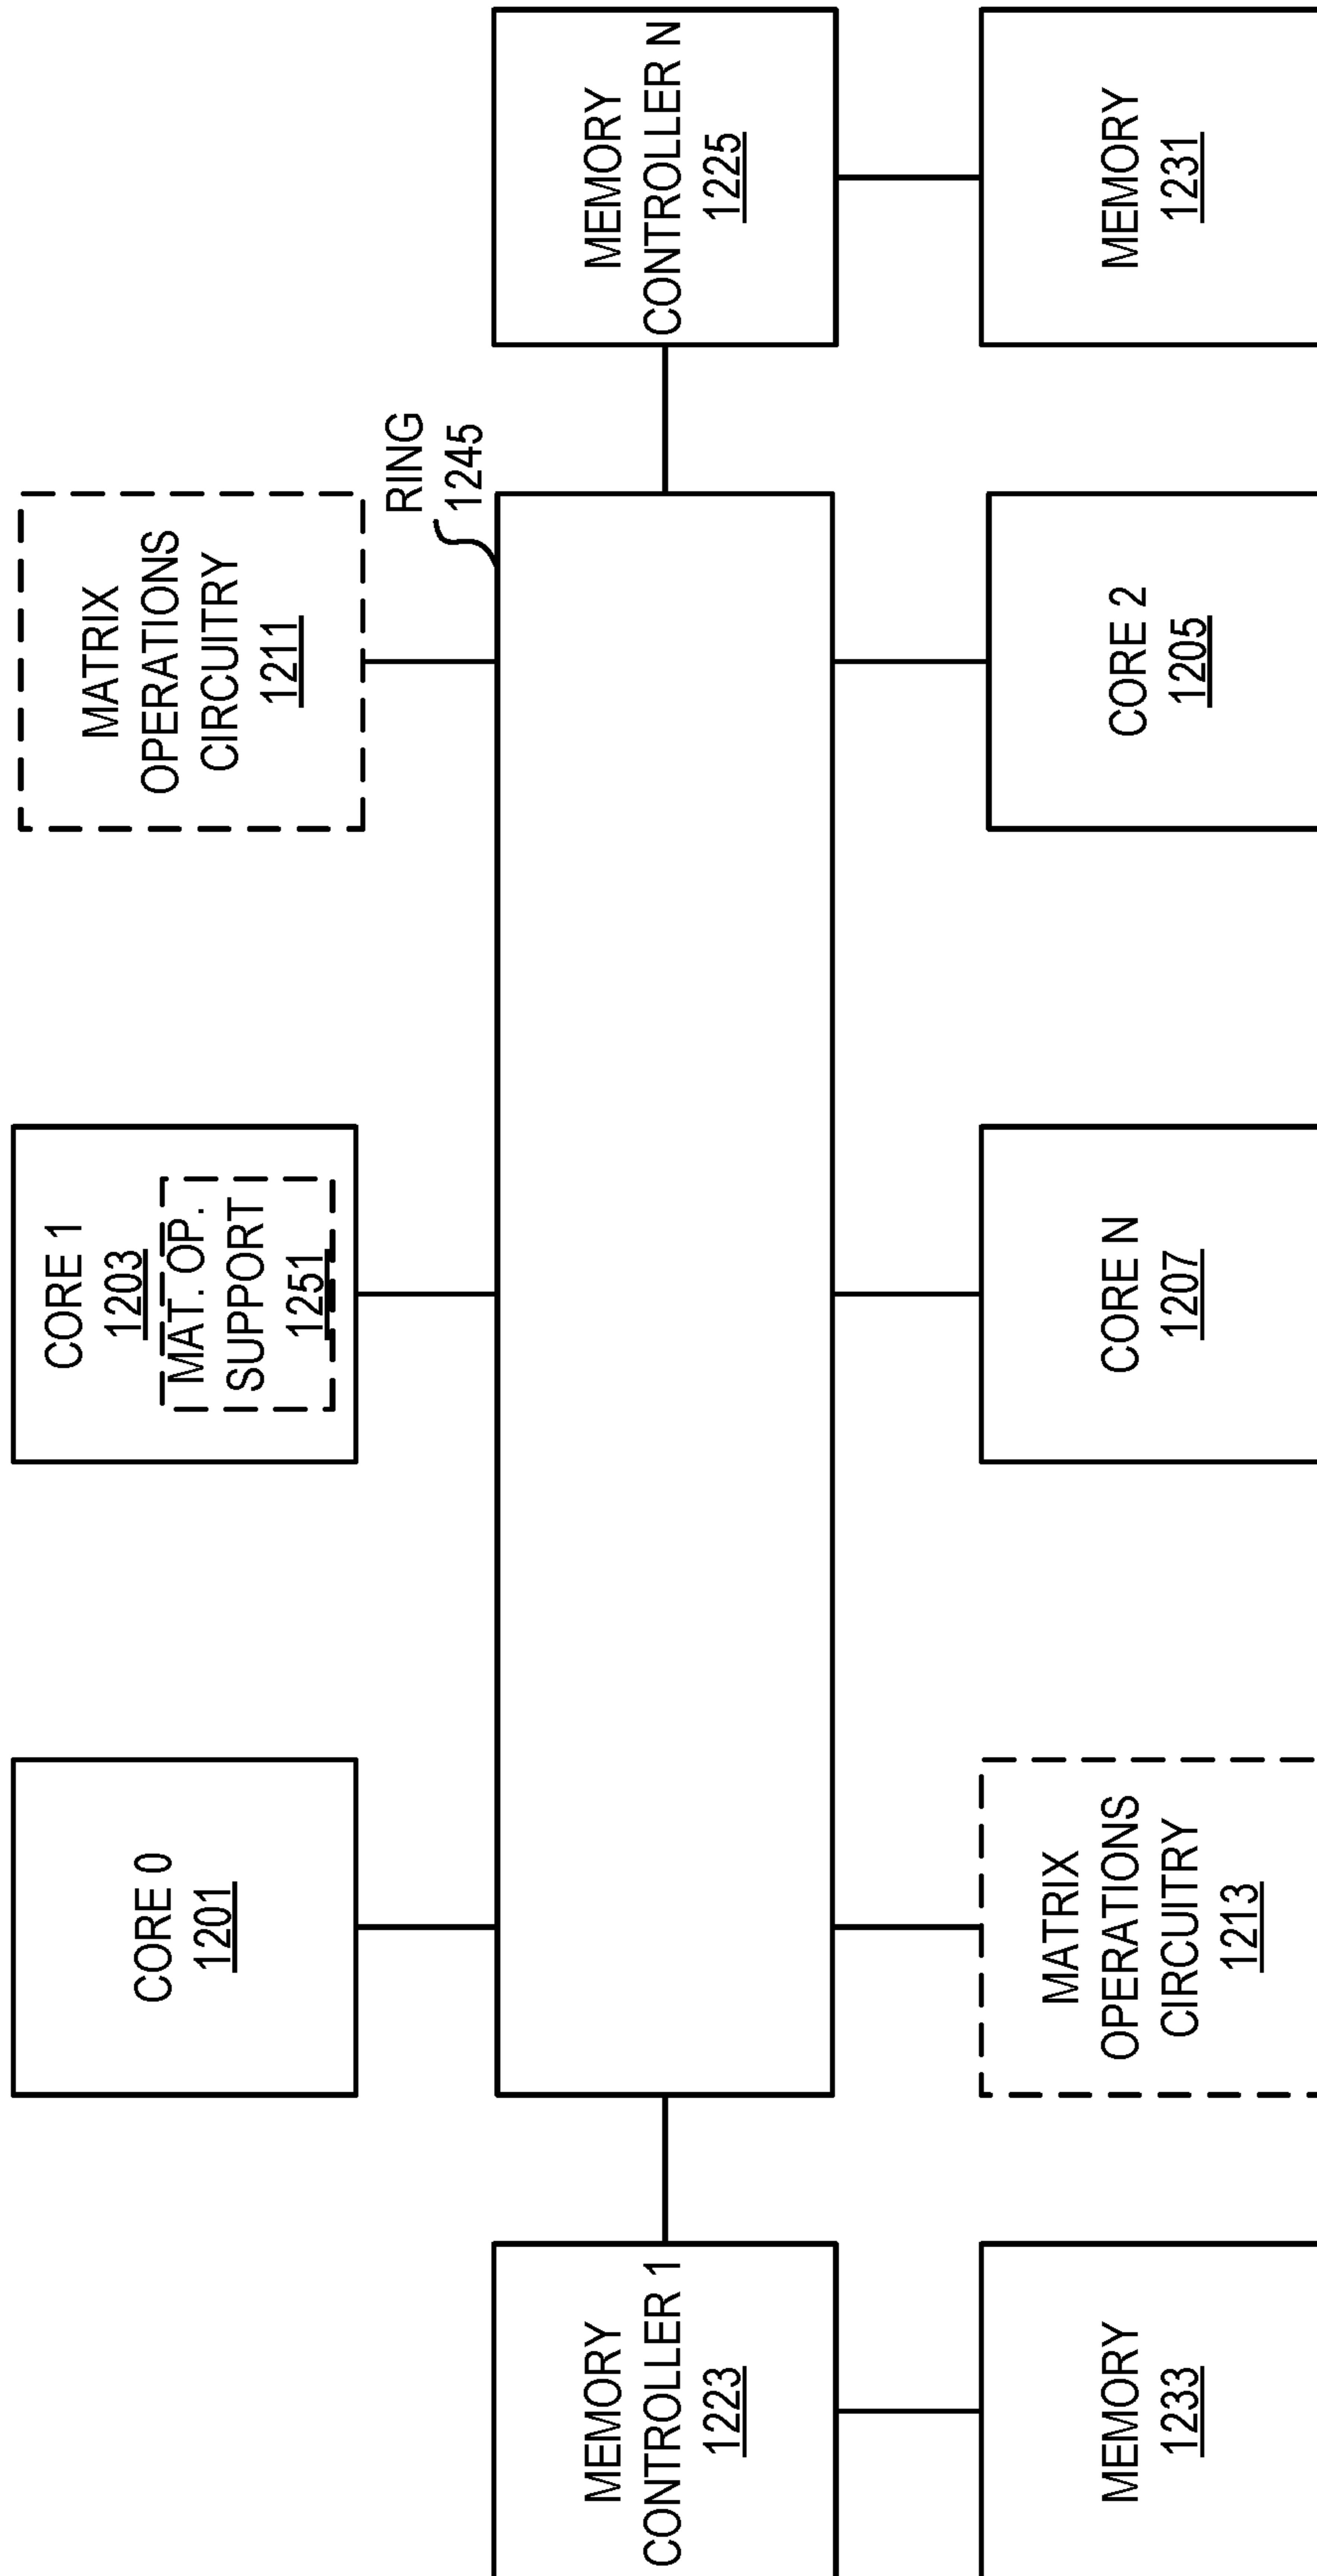 CORE 0
1201
CORE 1
1203
MAT. OP.
SUPPORT
1251
MATRIX
OPERATIONS
CIRCUITRY
1211
RING
1245
MEMORY
CONTROLLER 1
1223
MEMORY
CONTROLLER N
1225
MEMORY
1233
MATRIX
OPERATIONS
CIRCUITRY
1213
CORE N
1207
CORE 2
1205
MEMORY
1231